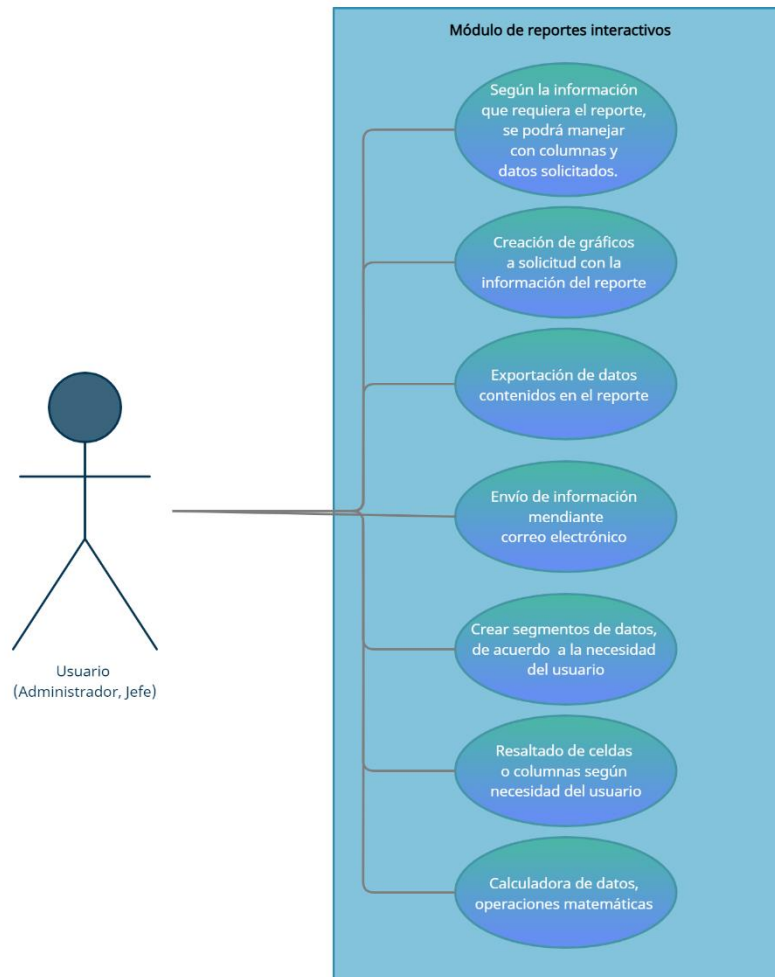 Módulo de reportes interactivos
Según la información
que requiera el reporte,
se podrá manejar
con columnas y
datos solicitados.
Creación de gráficos
a solicitud con la
información del reporte
Exportación de datos
contenidos en el reporte
Envío de información
mendiante
correo electrónico
Crear segmentos de datos,
de acuerdo a la necesidad
del usuario
Resaltado de celdas
o columnas según
necesidad del usuario
Calculadora de datos,
operaciones matemáticas
Usuario
(Administrador, Jefe)